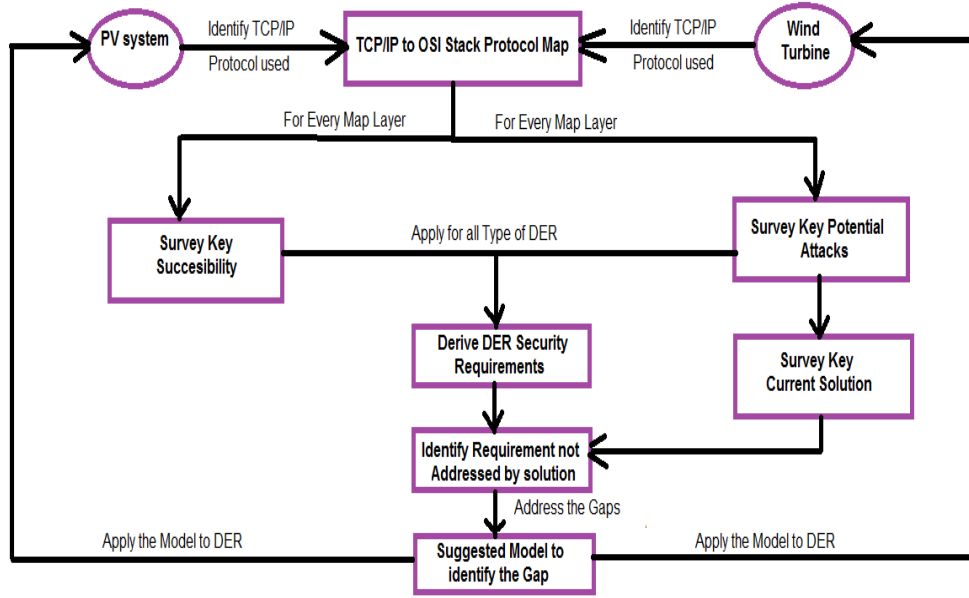 PV system
Identify TCP/IP
Protocol used
TCP/IP to OSI Stack Protocol Map
Identify TCP/IP
Protocol used
Wind
Turbine
For Every Map Layer
For Every Map Layer
Survey Key
Succesibility
Apply for all Type of DER
Survey Key Potential
Attacks
Derive DER Security
Requirements
Survey Key
Current Solution
Identify Requirement not
Addressed by solution
Address the Gaps
Apply the Model to DER
Suggested Model to
identify the Gap
Apply the Model to DER